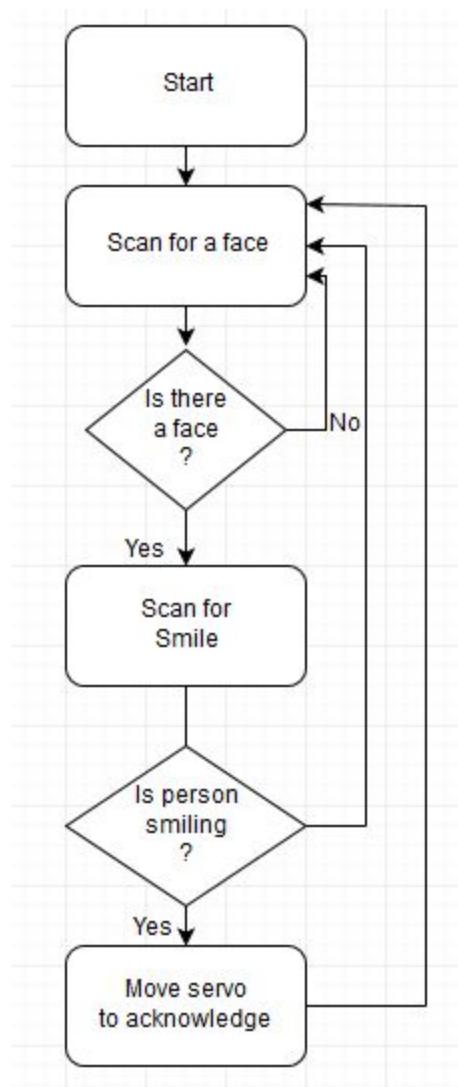 Start
Scan for a face
Is there
a face
?
No
Yes
Scan for
Smile
Is person
smiling
?
Yes
Move servo
to acknowledge